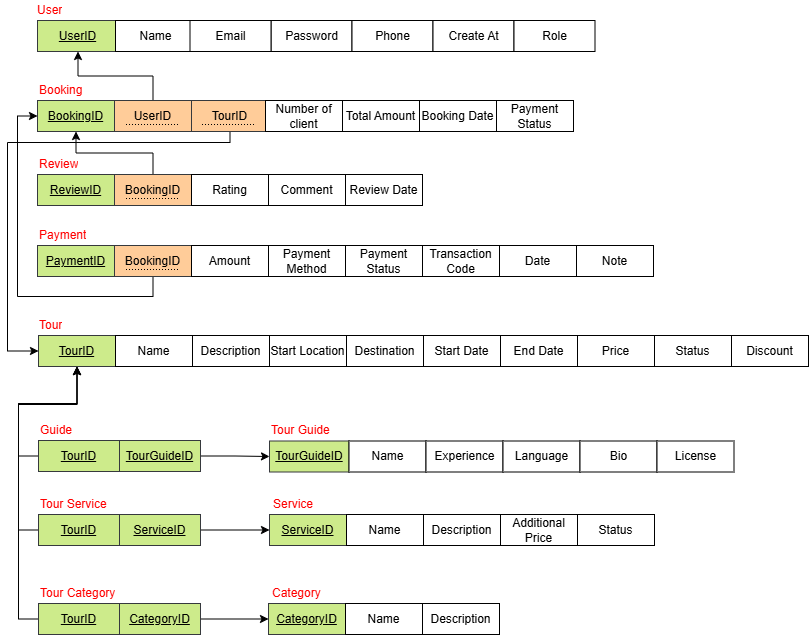 User
UserID Name Email Password Phone Create At Role
Booking
BookingID UserID TourID Number of client Total Amount Booking Date Payment Status
Review
ReviewID BookingID Rating Comment Review Date
Payment
PaymentID BookingID Amount Payment Method Payment Status Transaction Code Date Note
Tour
TourID Name Description Start Location Destination Start Date End Date Price Status Discount
Guide Tour Guide
TourID TourGuideID TourGuideID Name Experience Language Bio License
Tour Service Service
TourID ServiceID ServiceID Name Description Additional Price Status
Tour Category Category
TourID CategoryID CategoryID Name Description